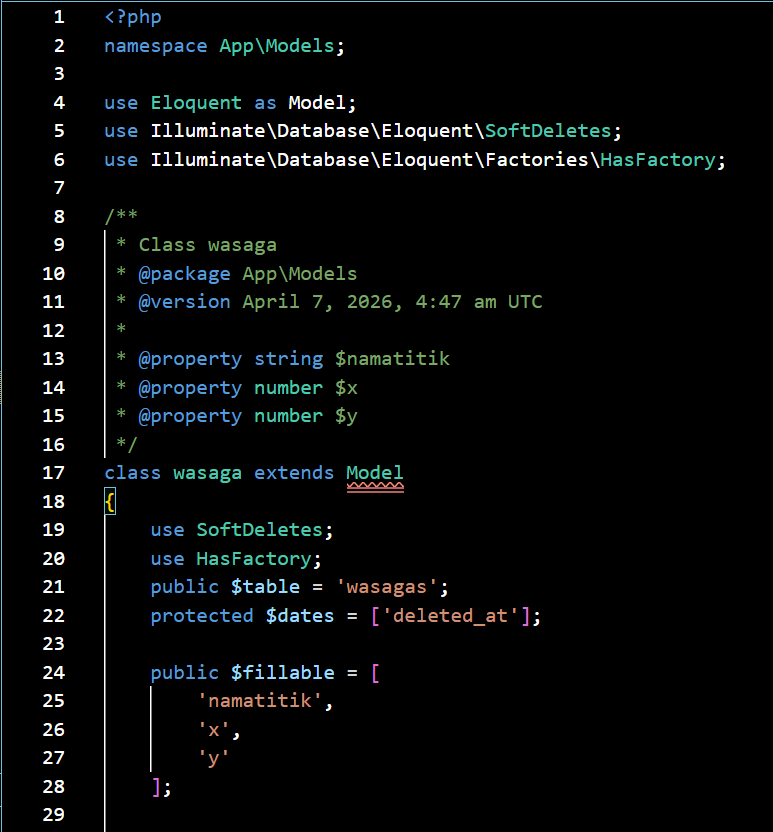 1 <?php
2 namespace App\Models;
3
4 use Eloquent as Model;
5 use Illuminate\Database\Eloquent\SoftDeletes;
6 use Illuminate\Database\Eloquent\Factories\HasFactory;
7
8 /**
9  * Class wasaga
10  * @package App\Models
11  * @version April 7, 2026, 4:47 am UTC
12  *
13  * @property string $namatitik
14  * @property number $x
15  * @property number $y
16  */
17 class wasaga extends Model
18 {
19     use SoftDeletes;
20     use HasFactory;
21     public $table = 'wasagas';
22     protected $dates = ['deleted_at'];
23
24     public $fillable = [
25         'namatitik',
26         'x',
27         'y'
28     ];
29